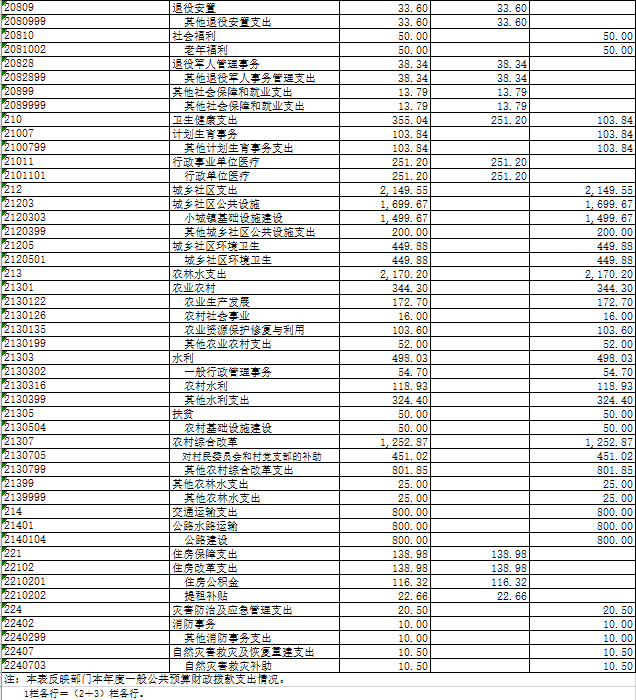 20809 退役安置 33.60 33.60
2080999 其他退役安置支出 33.60 33.60
20810 社会福利 50.00 50.00
2081002 老年福利 50.00 50.00
20828 退役军人管理事务 38.34 38.34
2082899 其他退役军人事务管理支出 38.34 38.34
20899 其他社会保障和就业支出 13.79 13.79
2089999 其他社会保障和就业支出 13.79 13.79
210 卫生健康支出 355.04 251.20 103.84
21007 计划生育事务 103.84 103.84
2100799 其他计划生育事务支出 103.84 103.84
21011 行政事业单位医疗 251.20 251.20
2101101 行政单位医疗 251.20 251.20
212 城乡社区支出 2,149.55 2,149.55
21203 城乡社区公共设施 1,699.67 1,699.67
2120303 小城镇基础设施建设 1,499.67 1,499.67
2120399 其他城乡社区公共设施支出 200.00 200.00
21205 城乡社区环境卫生 449.88 449.88
2120501 城乡社区环境卫生 449.88 449.88
213 农林水支出 2,170.20 2,170.20
21301 农业农村 344.30 344.30
2130122 农业生产发展 172.70 172.70
2130126 农村社会事业 16.00 16.00
2130135 农业资源保护修复与利用 103.60 103.60
2130199 其他农业农村支出 52.00 52.00
21303 水利 498.03 498.03
2130302 一般行政管理事务 54.70 54.70
2130316 农村水利 118.93 118.93
2130399 其他水利支出 324.40 324.40
21305 扶贫 50.00 50.00
2130504 农村基础设施建设 50.00 50.00
21307 农村综合改革 1,252.87 1,252.87
2130705 对村民委员会和村党支部的补助 451.02 451.02
2130799 其他农村综合改革支出 801.85 801.85
21399 其他农林水支出 25.00 25.00
2139999 其他农林水支出 25.00 25.00
214 交通运输支出 800.00 800.00
21401 公路水路运输 800.00 800.00
2140104 公路建设 800.00 800.00
221 住房保障支出 138.98 138.98
22102 住房改革支出 138.98 138.98
2210201 住房公积金 116.32 116.32
2210202 提租补贴 22.66 22.66
224 灾害防治及应急管理支出 20.50 20.50
22402 消防事务 10.00 10.00
2240299 其他消防事务支出 10.00 10.00
22407 自然灾害救灾及恢复重建支出 10.50 10.50
2240703 自然灾害救灾补助 10.50 10.50
注：本表反映部门本年度一般公共预算财政拨款支出情况。
1栏各行＝（2＋3）栏各行。